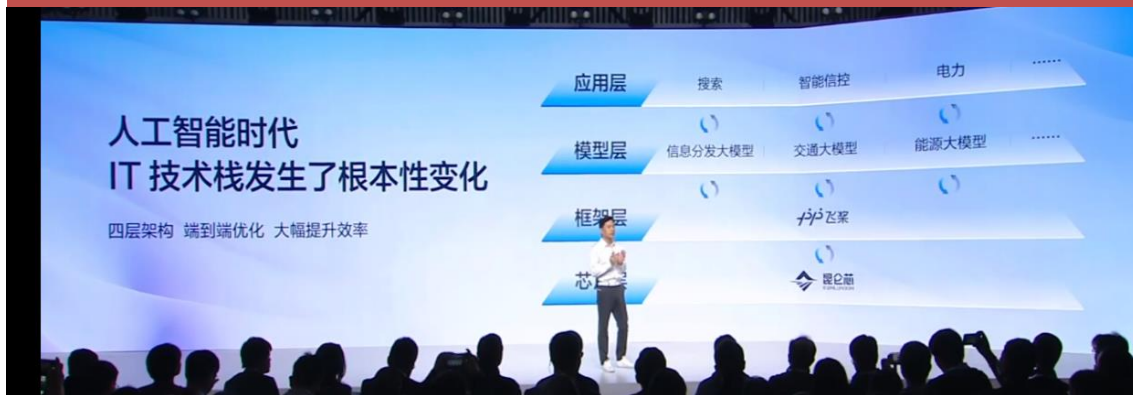 人工智能时代
IT 技术栈发生了根本性变化
四层架构 端到端优化 大幅提升效率
应用层 搜索 智能信控 电力 ……
模型层 信息分发大模型 交通大模型 能源大模型 ……
框架层 飞桨
芯 昆仑芯